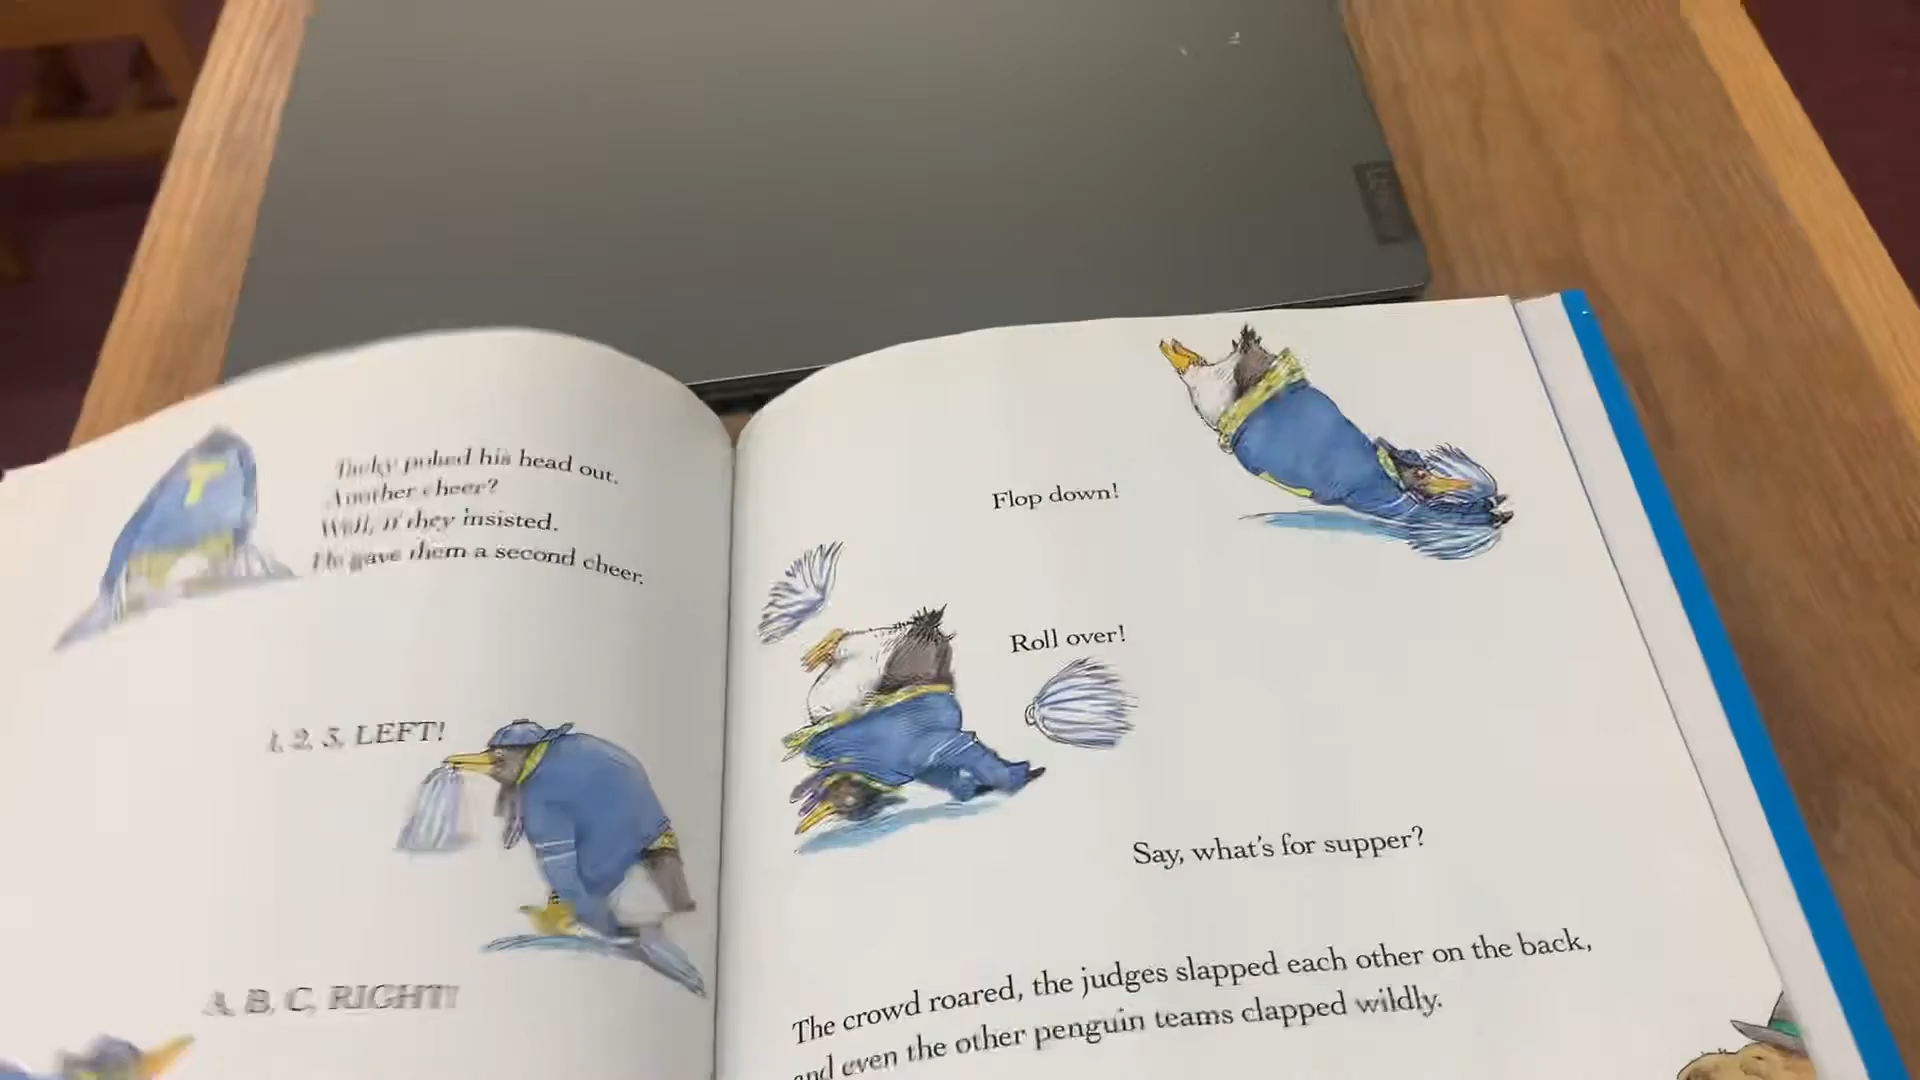 Tacky poked his head out.
Another cheer?
Well, if they insisted.
He gave them a second cheer.
1, 2, 3, LEFT!
A, B, C, RIGHT!
T
Flop down!
Roll over!
Say, what's for supper?
The crowd roared, the judges slapped each other on the back,
and even the other penguin teams clapped wildly.